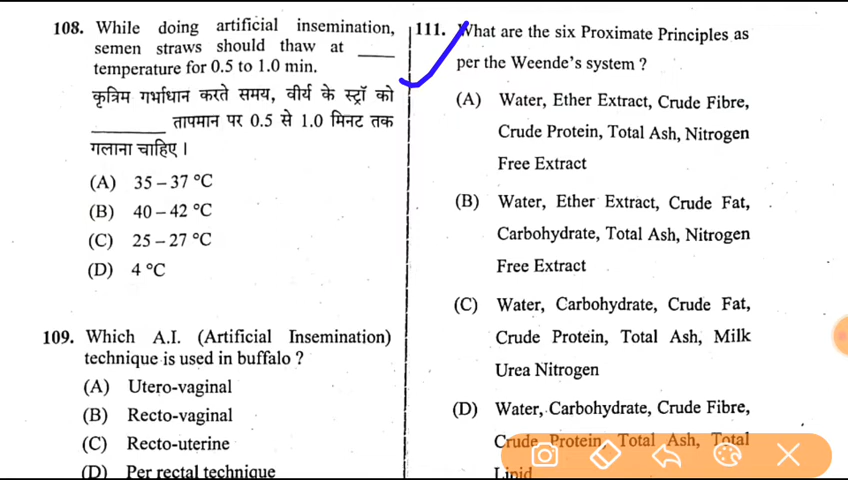 108. While doing artificial insemination,
semen straws should thaw at ____
temperature for 0.5 to 1.0 min.
कृत्रिम गर्भाधान करते समय, वीर्य के स्ट्रॉ को
________ तापमान पर 0.5 से 1.0 मिनट तक
गलाना चाहिए ।
(A) 35 – 37 °C
(B) 40 – 42 °C
(C) 25 – 27 °C
(D) 4 °C
109. Which A.I. (Artificial Insemination)
technique is used in buffalo ?
(A) Utero-vaginal
(B) Recto-vaginal
(C) Recto-uterine
(D) Per rectal technique
111. What are the six Proximate Principles as
per the Weende's system ?
(A) Water, Ether Extract, Crude Fibre,
Crude Protein, Total Ash, Nitrogen
Free Extract
(B) Water, Ether Extract, Crude Fat,
Carbohydrate, Total Ash, Nitrogen
Free Extract
(C) Water, Carbohydrate, Crude Fat,
Crude Protein, Total Ash, Milk
Urea Nitrogen
(D) Water, Carbohydrate, Crude Fibre,
Crude Protein, Total Ash, Total
Lipid